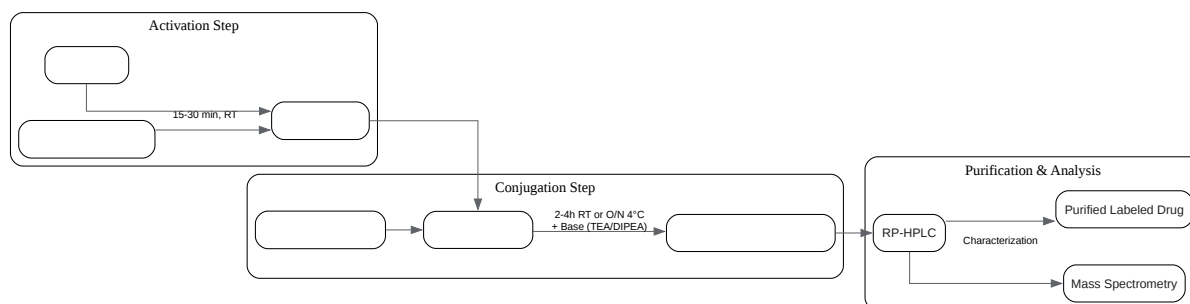 Activation Step
15-30 min, RT
Conjugation Step
2-4h RT or O/N 4°C
+ Base (TEA/DIPEA)
Purification & Analysis
Purified Labeled Drug
RP-HPLC
Characterization
Mass Spectrometry